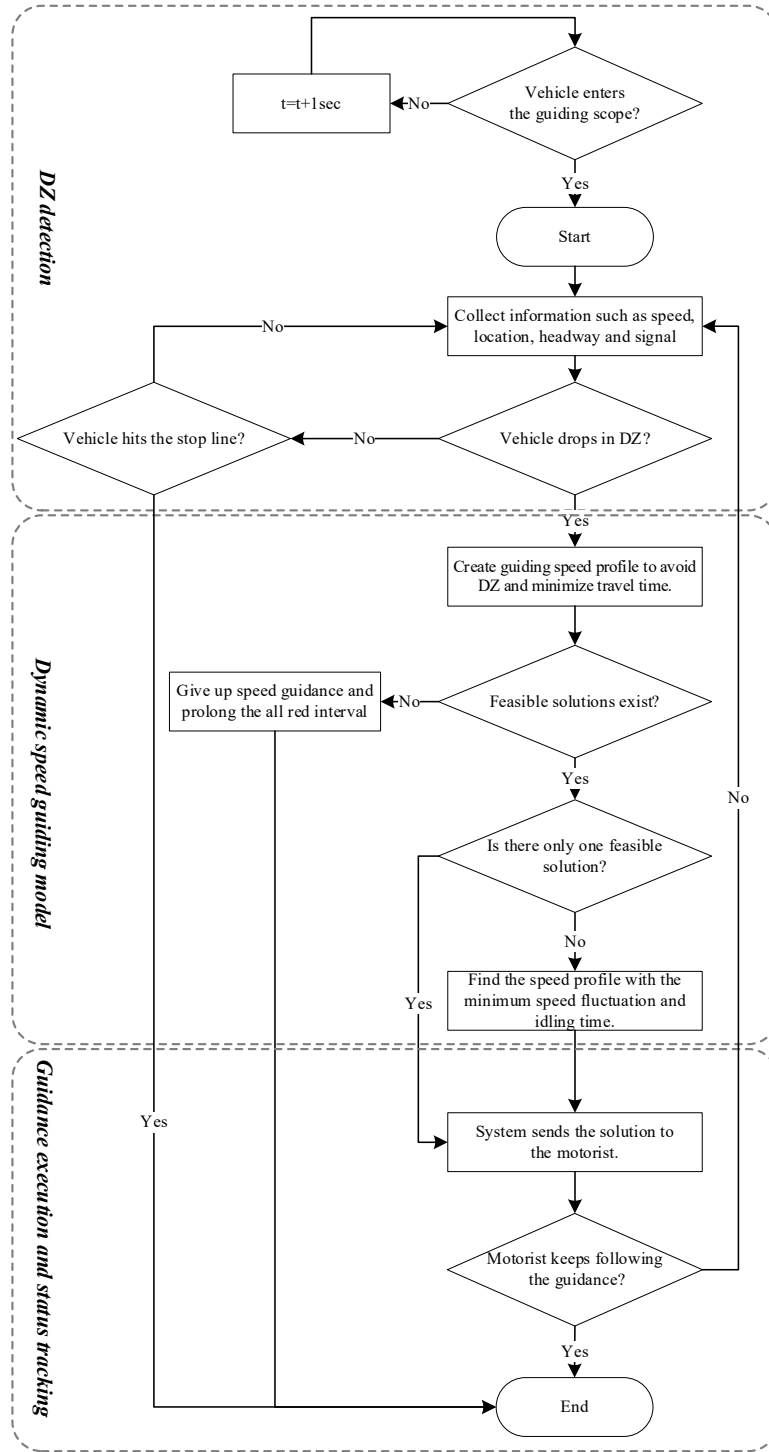 Vehicle enters
the guiding scope?
No
t=t+1sec
Yes
Start
DZ detection
Collect information such as speed,
location, headway and signal
No
Vehicle hits the stop line?
No
Vehicle drops in DZ?
Yes
Create guiding speed profile to avoid
DZ and minimize travel time.
Dynamic speed guiding model
Give up speed guidance and
prolong the all red interval
No
Feasible solutions exist?
Yes
No
Is there only one feasible
solution?
No
Yes
Find the speed profile with the
minimum speed fluctuation and
idling time.
Guidance execution and status tracking
Yes
System sends the solution to
the motorist.
Motorist keeps following
the guidance?
Yes
End